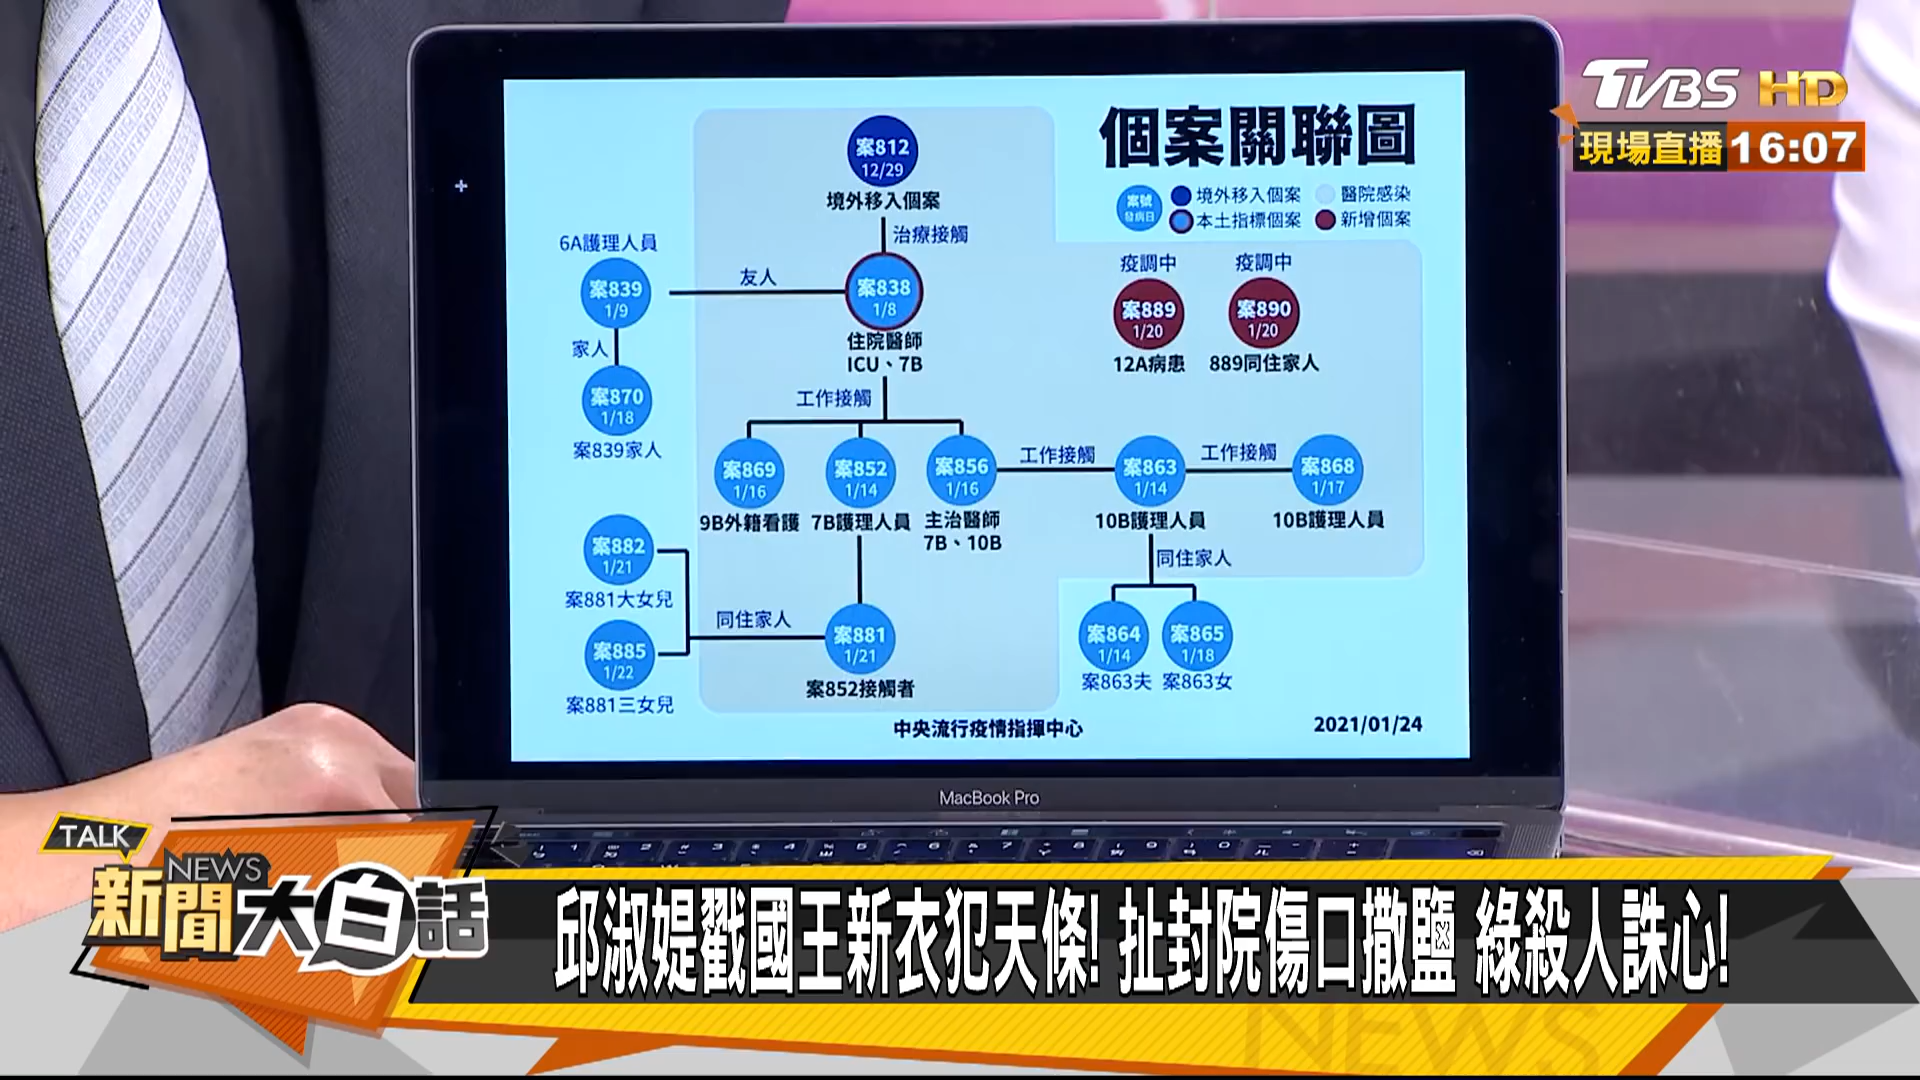 TVBS HD
現場直播 16:07
個案關聯圖
案號
發病日
境外移入個案
醫院感染
本土指標個案
新增個案
案812
12/29
境外移入個案
治療接觸
6A護理人員
案839
1/9
友人
案838
1/8
住院醫師
ICU、7B
家人
案870
1/18
案839家人
疫調中
案889
1/20
12A病患
疫調中
案890
1/20
889同住家人
工作接觸
案869
1/16
9B外籍看護
案852
1/14
7B護理人員
案856
1/16
主治醫師
7B、10B
工作接觸
案863
1/14
10B護理人員
工作接觸
案868
1/17
10B護理人員
同住家人
案864
1/14
案863夫
案865
1/18
案863女
案882
1/21
案881大女兒
案885
1/22
案881三女兒
同住家人
案881
1/21
案852接觸者
中央流行疫情指揮中心
2021/01/24
MacBook Pro
TALK
NEWS
新聞大白話
邱淑媞戳國王新衣犯天條! 扯封院傷口撒鹽 綠殺人誅心!
NEWS